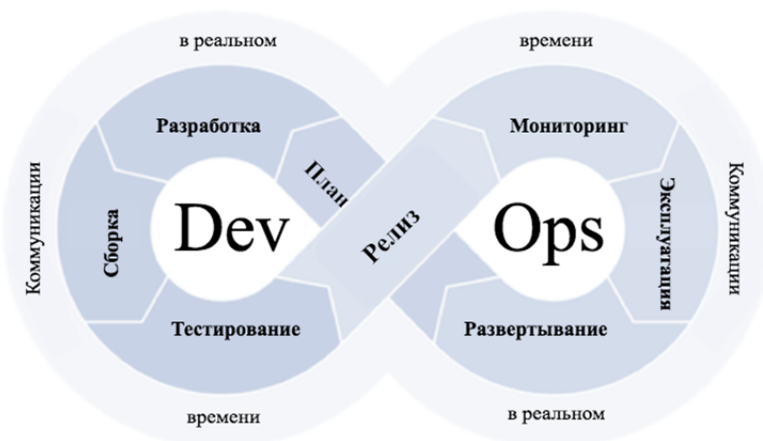 в реальном
времени
Разработка
Мониторинг
План
Коммуникации
Сборка
Dev
Релиз
Ops
Эксплуатация
Коммуникации
Тестирование
Развертывание
времени
в реальном